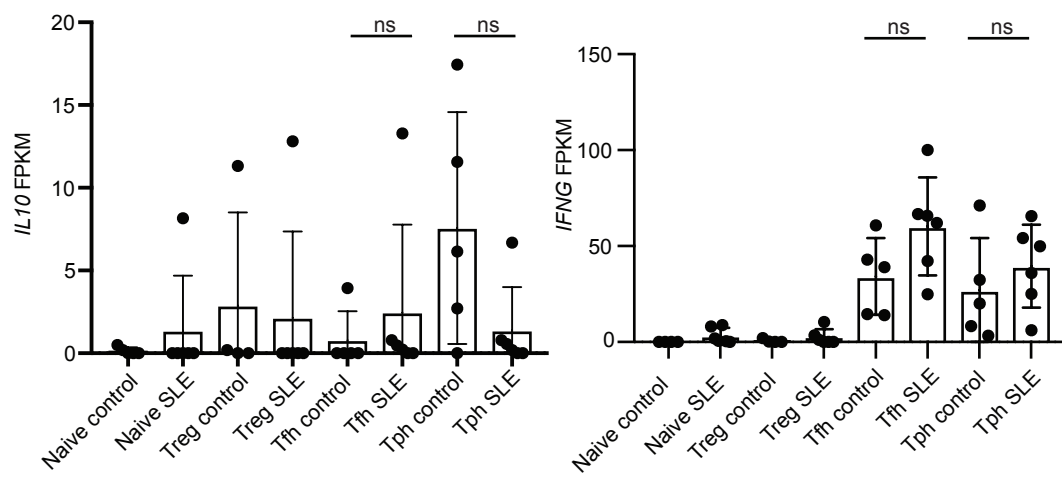 20
15
10
5
0
IL10 FPKM
ns
ns
Naive control
Naive SLE
Treg control
Treg SLE
Tfh control
Tfh SLE
Tph control
Tph SLE
150
100
50
0
IFNG FPKM
ns
ns
Naive control
Naive SLE
Treg control
Treg SLE
Tfh control
Tfh SLE
Tph control
Tph SLE